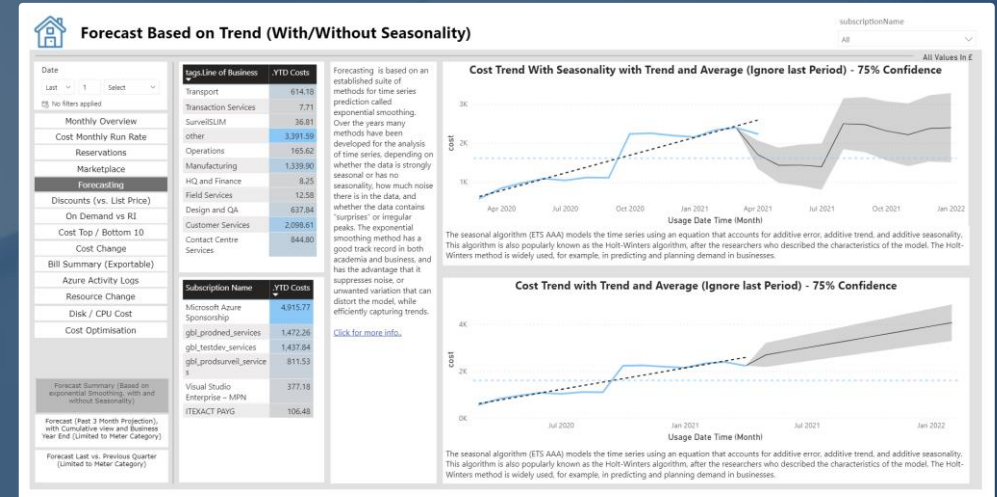 Forecast Based on Trend (With/Without Seasonality)
subscriptionName
All
All Values In £
Date
Last 1 Select
No filters applied
Monthly Overview
Cost Monthly Run Rate
Reservations
Marketplace
Forecasting
Discounts (vs. List Price)
On Demand vs RI
Cost Top / Bottom 10
Cost Change
Bill Summary (Exportable)
Azure Activity Logs
Resource Change
Disk / CPU Cost
Cost Optimisation
Forecast Summary (Based on
exponential Smoothing. with and
without Seasonality)
Forecast (Past 3 Month Projection),
with Cumulative view and Business
Year End (Limited to Meter Category)
Forecast Last vs. Previous Quarter
(Limited to Meter Category)
tags.Line of Business .YTD Costs
Transport 614.18
Transaction Services 7.71
SurveilSLIM 36.81
other 3,391.59
Operations 165.62
Manufacturing 1,339.90
HQ and Finance 8.25
Field Services 12.58
Design and QA 637.84
Customer Services 2,098.61
Contact Centre 844.80
Services
Subscription Name .YTD Costs
Microsoft Azure 4,915.77
Sponsorship
gbl_prodned_services 1,472.26
gbl_testdev_services 1,437.84
gbl_prodsurveil_service 811.53
s
Visual Studio 377.18
Enterprise – MPN
ITEXACT PAYG 106.48
Forecasting is based on an
established suite of
methods for time series
prediction called
exponential smoothing.
Over the years many
methods have been
developed for the analysis
of time series, depending on
whether the data is strongly
seasonal or has no
seasonality, how much noise
there is in the data, and
whether the data contains
"surprises" or irregular
peaks. The exponential
smoothing method has a
good track record in both
academia and business, and
has the advantage that it
suppresses noise, or
unwanted variation that can
distort the model, while
efficiently capturing trends.
Click for more info..
Cost Trend With Seasonality with Trend and Average (Ignore last Period) - 75% Confidence
3K
2K
1K
cost
Apr 2020 Jul 2020 Oct 2020 Jan 2021 Apr 2021 Jul 2021 Oct 2021 Jan 2022
Usage Date Time (Month)
The seasonal algorithm (ETS AAA) models the time series using an equation that accounts for additive error, additive trend, and additive seasonality.
This algorithm is also popularly known as the Holt-Winters algorithm, after the researchers who described the characteristics of the model. The Holt-
Winters method is widely used, for example, in predicting and planning demand in businesses.
Cost Trend with Trend and Average (Ignore last Period) - 75% Confidence
4K
2K
0K
cost
Jul 2020 Jan 2021 Jul 2021 Jan 2022
Usage Date Time (Month)
The seasonal algorithm (ETS AAA) models the time series using an equation that accounts for additive error, additive trend, and additive seasonality.
This algorithm is also popularly known as the Holt-Winters algorithm, after the researchers who described the characteristics of the model. The Holt-
Winters method is widely used, for example, in predicting and planning demand in businesses.